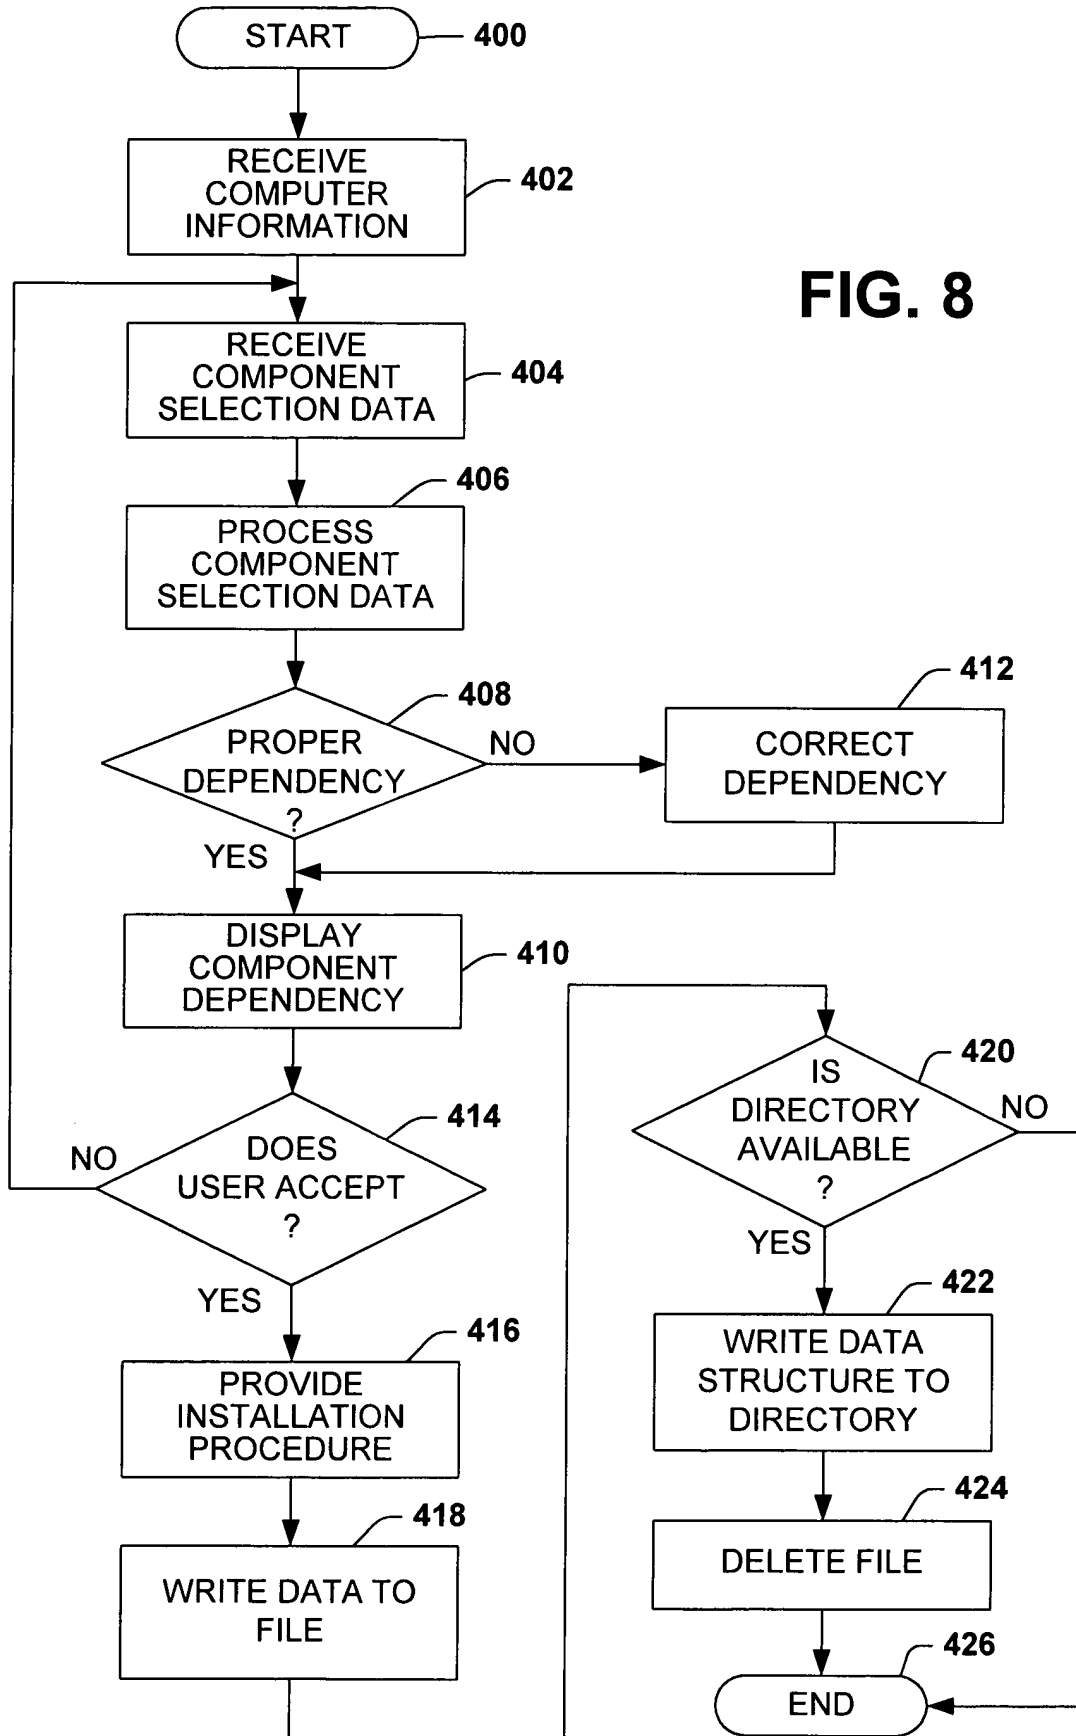 START
400
RECEIVE
COMPUTER
INFORMATION
402
FIG. 8
RECEIVE
COMPONENT
SELECTION DATA
404
406
PROCESS
COMPONENT
SELECTION DATA
408
PROPER
DEPENDENCY
?
NO
412
CORRECT
DEPENDENCY
YES
DISPLAY
COMPONENT
DEPENDENCY
410
414
DOES
USER ACCEPT
?
NO
YES
416
PROVIDE
INSTALLATION
PROCEDURE
418
WRITE DATA TO
FILE
420
IS
DIRECTORY
AVAILABLE
?
NO
YES
422
WRITE DATA
STRUCTURE TO
DIRECTORY
424
DELETE FILE
426
END